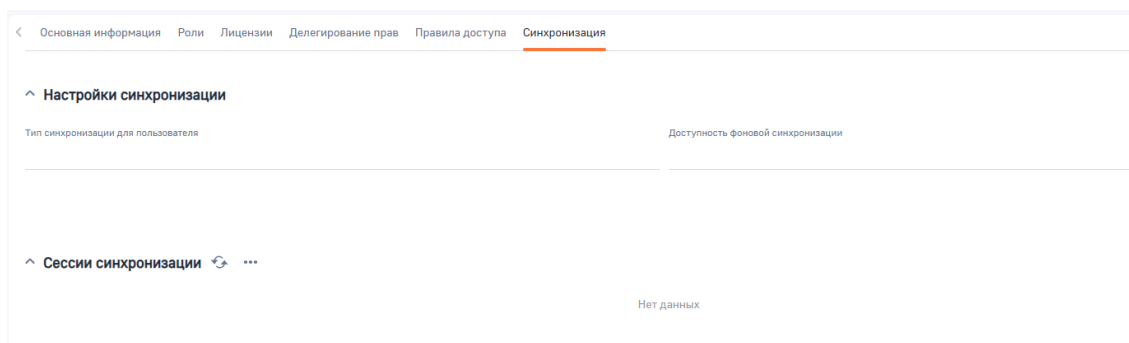 Основная информация Роли Лицензии Делегирование прав Правила доступа Синхронизация
Настройки синхронизации
Тип синхронизации для пользователя Доступность фоновой синхронизации
Сессии синхронизации
Нет данных